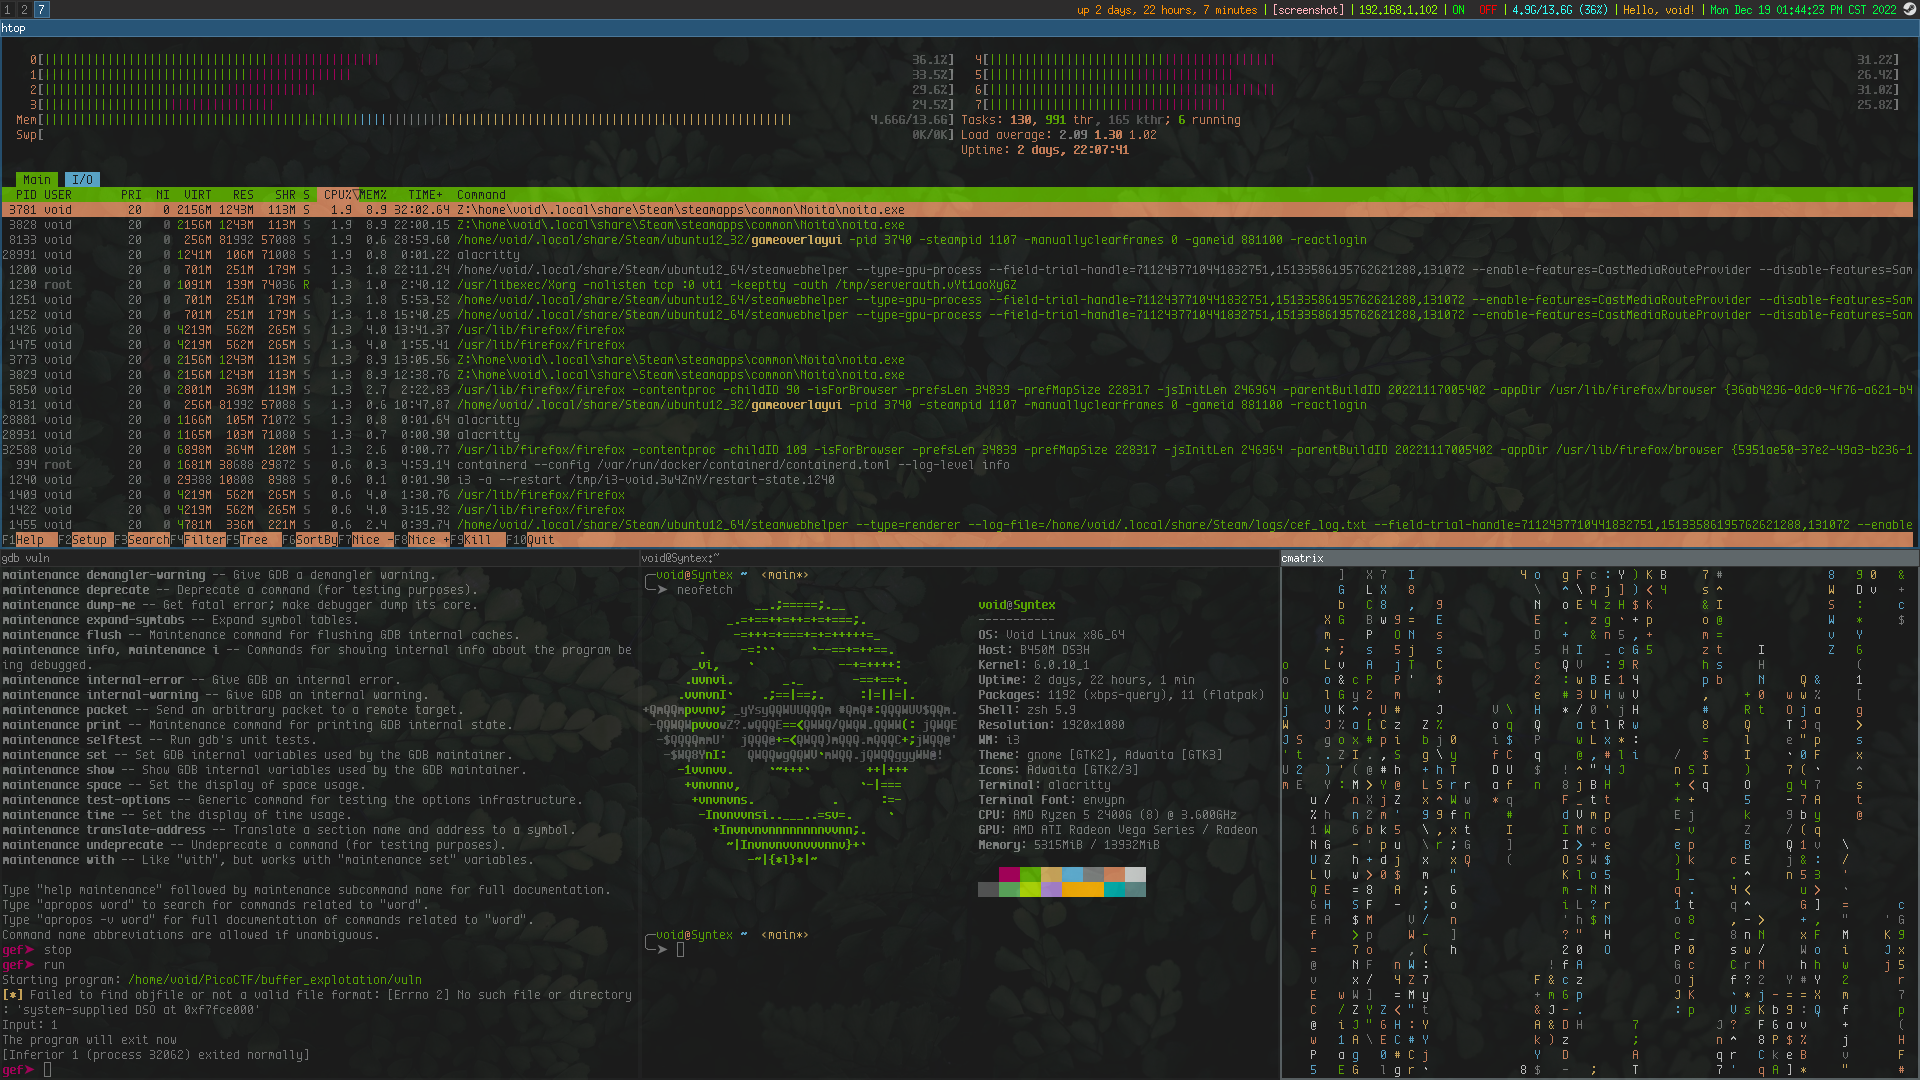 1 2 7 up 2 days, 22 hours, 7 minutes | [screenshot] | 192.168.1.102 | ON OFF | 4.9G/13.6G (36%) | Hello, void! | Mon Dec 19 01:44:23 PM CST 2022
htop
0[ 36.1%] 4[ 31.2%]
1[ 33.5%] 5[ 26.4%]
2[ 29.6%] 6[ 31.0%]
3[ 24.5%] 7[ 25.8%]
Mem[ 4.66G/13.6G] Tasks: 130, 991 thr, 165 kthr; 6 running
Swp[ 0K/0K] Load average: 2.09 1.30 1.02
Uptime: 2 days, 22:07:41
Main I/O
PID USER PRI NI VIRT RES SHR S CPU%▽MEM% TIME+ Command
3781 void 20 0 2156M 1243M 113M S 1.9 8.9 32:02.64 Z:\home\void\.local\share\Steam\steamapps\common\Noita\noita.exe
3828 void 20 0 2156M 1243M 113M S 1.9 8.9 22:00.15 Z:\home\void\.local\share\Steam\steamapps\common\Noita\noita.exe
8133 void 20 0 256M 81992 57088 S 1.9 0.6 28:59.60 /home/void/.local/share/Steam/ubuntu12_32/gameoverlayui -pid 3740 -steampid 1107 -manuallyclearframes 0 -gameid 881100 -reactlogin
28991 void 20 0 1241M 106M 71008 S 1.9 0.8 0:01.22 alacritty
1200 void 20 0 701M 251M 179M S 1.3 1.8 22:11.24 /home/void/.local/share/Steam/ubuntu12_64/steamwebhelper --type=gpu-process --field-trial-handle=7112437710441832751,15133586195762621288,131072 --enable-features=CastMediaRouteProvider --disable-features=Sam
1230 root 20 0 1091M 139M 74036 R 1.3 1.0 2:40.12 /usr/libexec/Xorg -nolisten tcp :0 vt1 -keeptty -auth /tmp/serverauth.vYt1aoXyGZ
1251 void 20 0 701M 251M 179M S 1.3 1.8 5:53.52 /home/void/.local/share/Steam/ubuntu12_64/steamwebhelper --type=gpu-process --field-trial-handle=7112437710441832751,15133586195762621288,131072 --enable-features=CastMediaRouteProvider --disable-features=Sam
1252 void 20 0 701M 251M 179M S 1.3 1.8 15:40.25 /home/void/.local/share/Steam/ubuntu12_64/steamwebhelper --type=gpu-process --field-trial-handle=7112437710441832751,15133586195762621288,131072 --enable-features=CastMediaRouteProvider --disable-features=Sam
1426 void 20 0 4219M 562M 265M S 1.3 4.0 13:41.37 /usr/lib/firefox/firefox
1475 void 20 0 4219M 562M 265M S 1.3 4.0 1:55.41 /usr/lib/firefox/firefox
3773 void 20 0 2156M 1243M 113M S 1.3 8.9 13:05.56 Z:\home\void\.local\share\Steam\steamapps\common\Noita\noita.exe
3829 void 20 0 2156M 1243M 113M S 1.3 8.9 12:38.76 Z:\home\void\.local\share\Steam\steamapps\common\Noita\noita.exe
5850 void 20 0 2801M 369M 119M S 1.3 2.7 2:22.83 /usr/lib/firefox/firefox -contentproc -childID 90 -isForBrowser -prefsLen 34839 -prefMapSize 228317 -jsInitLen 246964 -parentBuildID 20221117005402 -appDir /usr/lib/firefox/browser {36ab4296-0dc0-4f76-a621-b4
8131 void 20 0 256M 81992 57088 S 1.3 0.6 10:47.87 /home/void/.local/share/Steam/ubuntu12_32/gameoverlayui -pid 3740 -steampid 1107 -manuallyclearframes 0 -gameid 881100 -reactlogin
28881 void 20 0 1166M 105M 71072 S 1.3 0.8 0:01.64 alacritty
28931 void 20 0 1165M 103M 71080 S 1.3 0.7 0:00.90 alacritty
32588 void 20 0 6898M 364M 120M S 1.3 2.6 0:00.77 /usr/lib/firefox/firefox -contentproc -childID 109 -isForBrowser -prefsLen 34839 -prefMapSize 228317 -jsInitLen 246964 -parentBuildID 20221117005402 -appDir /usr/lib/firefox/browser {5951ae50-37e2-49a3-b236-1
994 root 20 0 1681M 38688 29872 S 0.6 0.3 4:59.14 containerd --config /var/run/docker/containerd/containerd.toml --log-level info
1240 void 20 0 29388 10808 8988 S 0.6 0.1 0:01.90 i3 -a --restart /tmp/i3-void.3w4ZnY/restart-state.1240
1409 void 20 0 4219M 562M 265M S 0.6 4.0 1:30.76 /usr/lib/firefox/firefox
1422 void 20 0 4219M 562M 265M S 0.6 4.0 3:15.92 /usr/lib/firefox/firefox
1455 void 20 0 4781M 336M 221M S 0.6 2.4 0:39.74 /home/void/.local/share/Steam/ubuntu12_64/steamwebhelper --type=renderer --log-file=/home/void/.local/share/Steam/logs/cef_log.txt --field-trial-handle=7112437710441832751,15133586195762621288,131072 --enable
F1Help F2Setup F3SearchF4FilterF5Tree F6SortByF7Nice -F8Nice +F9Kill F10Quit
gdb vuln
maintenance demangler-warning -- Give GDB a demangler warning.
maintenance deprecate -- Deprecate a command (for testing purposes).
maintenance dump-me -- Get fatal error; make debugger dump its core.
maintenance expand-symtabs -- Expand symbol tables.
maintenance flush -- Maintenance command for flushing GDB internal caches.
maintenance info, maintenance i -- Commands for showing internal info about the program be
ing debugged.
maintenance internal-error -- Give GDB an internal error.
maintenance internal-warning -- Give GDB an internal warning.
maintenance packet -- Send an arbitrary packet to a remote target.
maintenance print -- Maintenance command for printing GDB internal state.
maintenance selftest -- Run gdb's unit tests.
maintenance set -- Set GDB internal variables used by the GDB maintainer.
maintenance show -- Show GDB internal variables used by the GDB maintainer.
maintenance space -- Set the display of space usage.
maintenance test-options -- Generic command for testing the options infrastructure.
maintenance time -- Set the display of time usage.
maintenance translate-address -- Translate a section name and address to a symbol.
maintenance undeprecate -- Undeprecate a command (for testing purposes).
maintenance with -- Like "with", but works with "maintenance set" variables.
Type "help maintenance" followed by maintenance subcommand name for full documentation.
Type "apropos word" to search for commands related to "word".
Type "apropos -v word" for full documentation of commands related to "word".
Command name abbreviations are allowed if unambiguous.
gef➤ stop
gef➤ run
Starting program: /home/void/PicoCTF/buffer_explotation/vuln
[*] Failed to find objfile or not a valid file format: [Errno 2] No such file or directory
: 'system-supplied DSO at 0xf7fce000'
Input: 1
The program will exit now
[Inferior 1 (process 32062) exited normally]
gef➤
void@Syntex:~
void@Syntex ~ ‹main*›
neofetch
void@Syntex
-----------
OS: Void Linux x86_64
Host: B450M DS3H
Kernel: 6.0.10_1
Uptime: 2 days, 22 hours, 1 min
Packages: 1192 (xbps-query), 11 (flatpak)
Shell: zsh 5.9
Resolution: 1920x1080
WM: i3
Theme: gnome [GTK2], Adwaita [GTK3]
Icons: Adwaita [GTK2/3]
Terminal: alacritty
Terminal Font: envypn
CPU: AMD Ryzen 5 2400G (8) @ 3.600GHz
GPU: AMD ATI Radeon Vega Series / Radeon
Memory: 5315MiB / 13932MiB
void@Syntex ~ ‹main*›
cmatrix